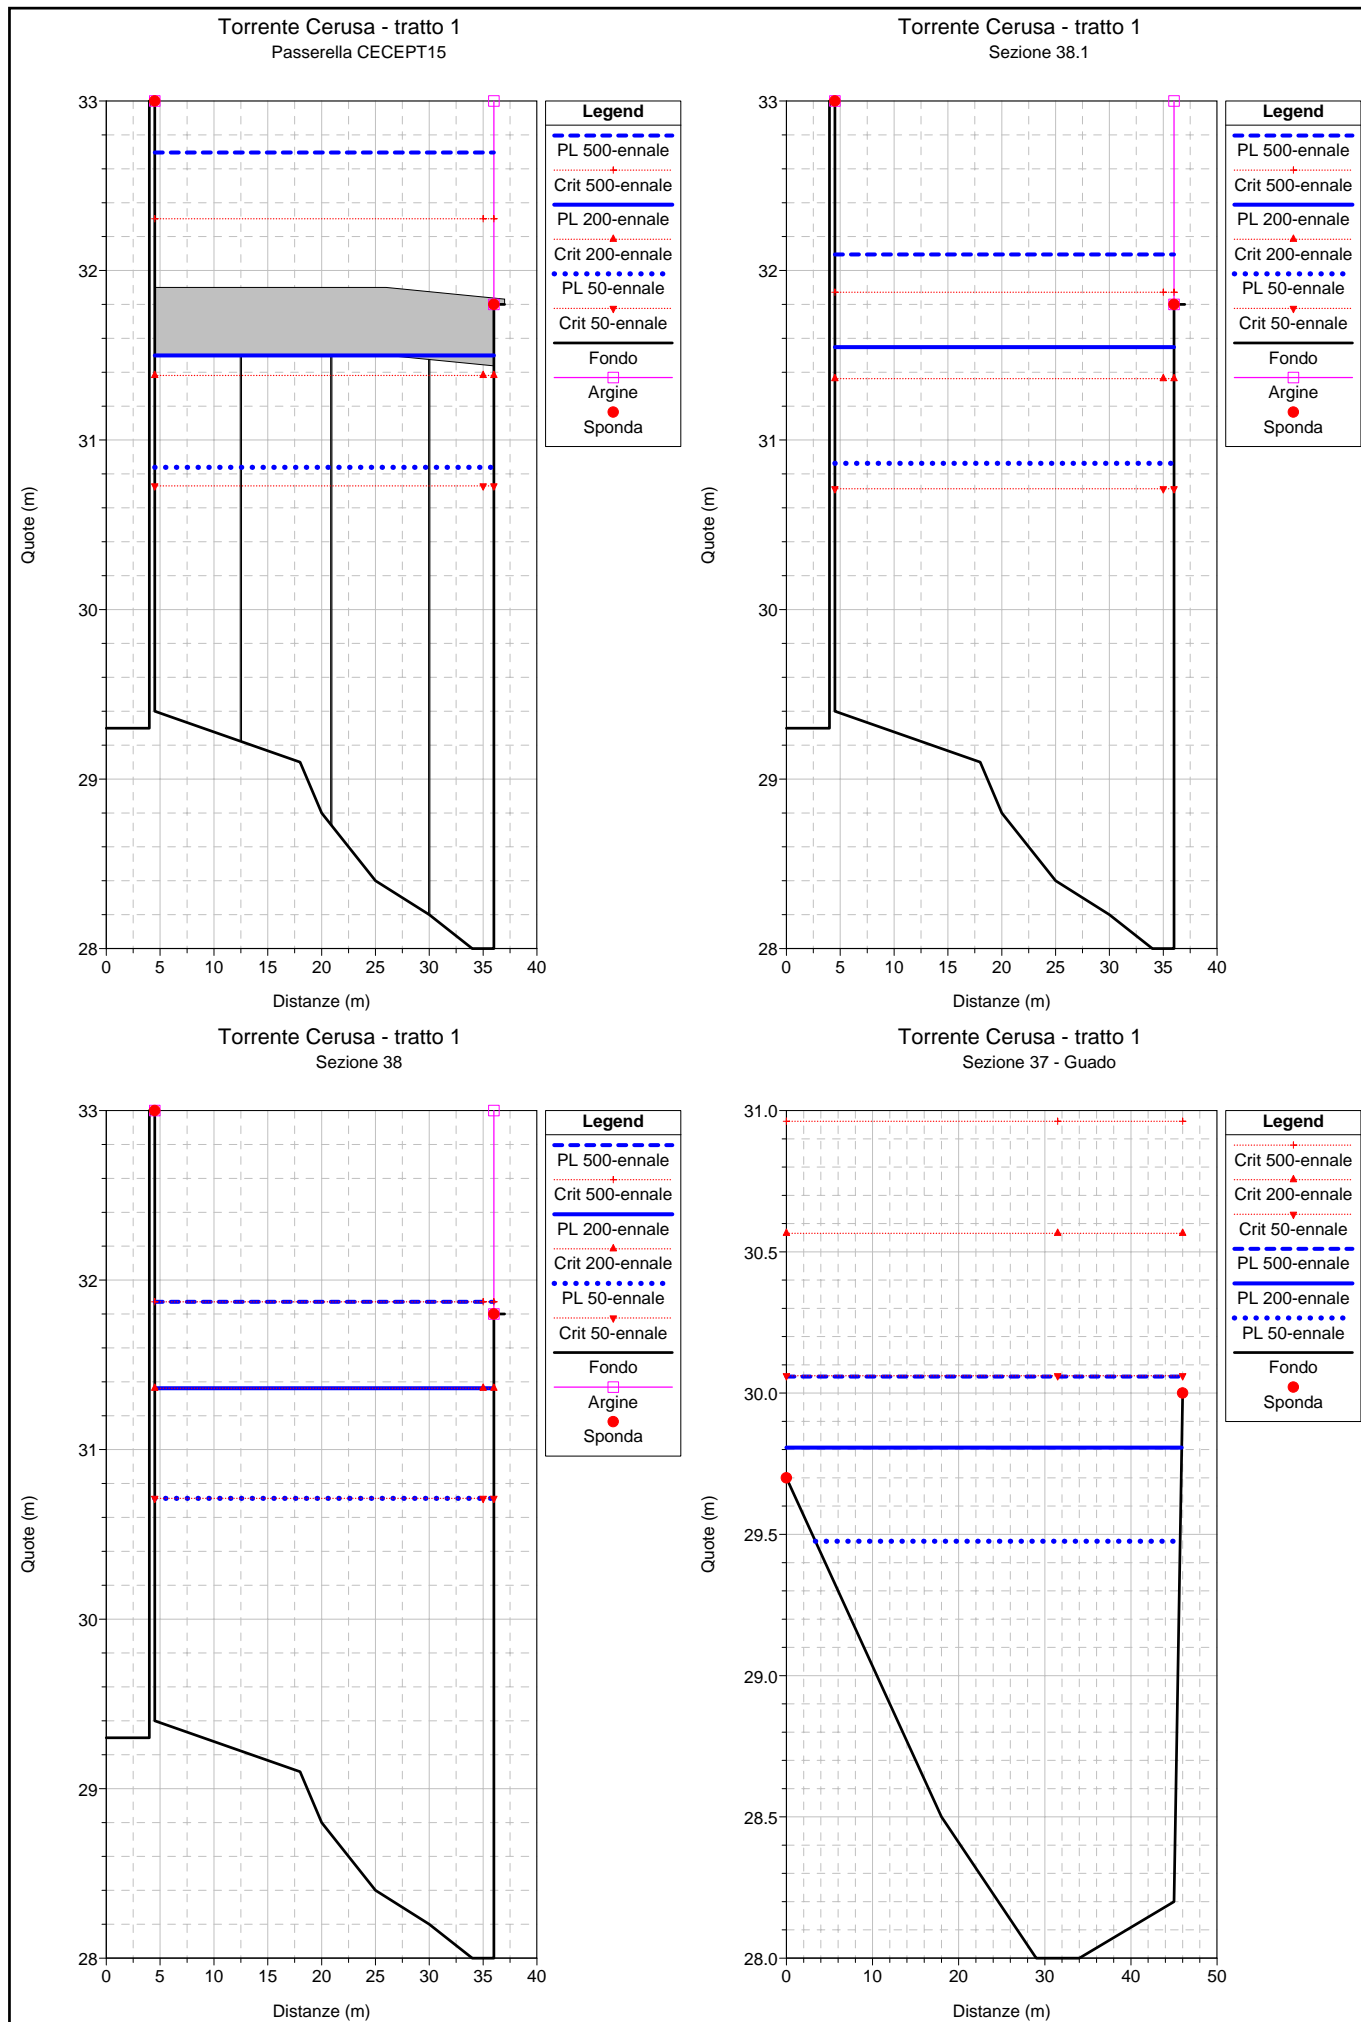 Torrente Cerusa - tratto 1
Passerella CECEPT15
33
32
31
30
29
28
Quote (m)
0 5 10 15 20 25 30 35 40
Distanze (m)
Legend
PL 500-ennale
Crit 500-ennale
PL 200-ennale
Crit 200-ennale
PL 50-ennale
Crit 50-ennale
Fondo
Argine
Sponda
Torrente Cerusa - tratto 1
Sezione 38.1
33
32
31
30
29
28
Quote (m)
0 5 10 15 20 25 30 35 40
Distanze (m)
Legend
PL 500-ennale
Crit 500-ennale
PL 200-ennale
Crit 200-ennale
PL 50-ennale
Crit 50-ennale
Fondo
Argine
Sponda
Torrente Cerusa - tratto 1
Sezione 38
33
32
31
30
29
28
Quote (m)
0 5 10 15 20 25 30 35 40
Distanze (m)
Legend
PL 500-ennale
Crit 500-ennale
PL 200-ennale
Crit 200-ennale
PL 50-ennale
Crit 50-ennale
Fondo
Argine
Sponda
Torrente Cerusa - tratto 1
Sezione 37 - Guado
31.0
30.5
30.0
29.5
29.0
28.5
28.0
Quote (m)
0 10 20 30 40 50
Distanze (m)
Legend
Crit 500-ennale
Crit 200-ennale
Crit 50-ennale
PL 500-ennale
PL 200-ennale
PL 50-ennale
Fondo
Sponda